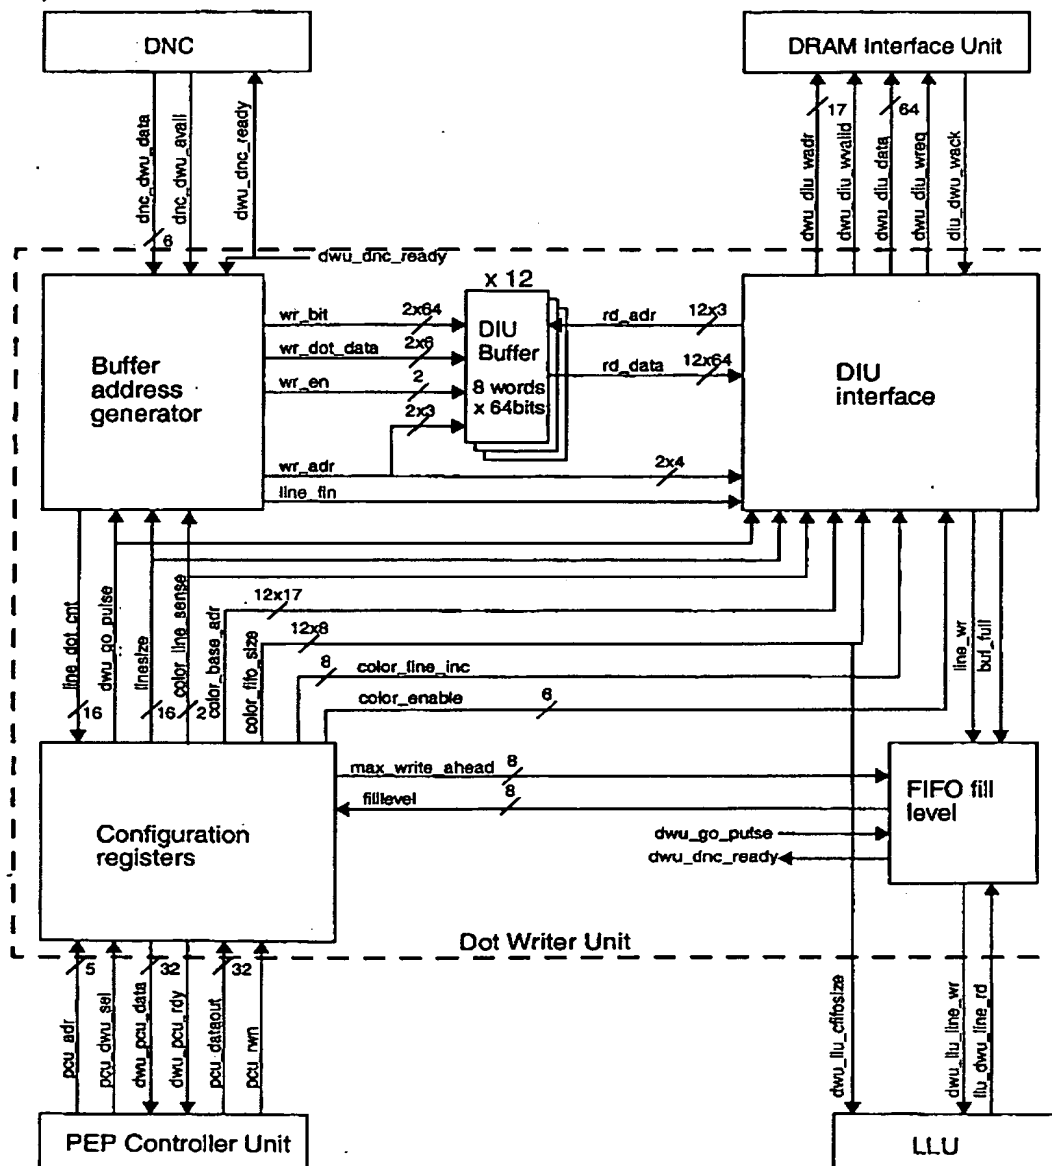 DNC
DRAM Interface Unit
dnc_dwu_data
6
dnc_dwu_avail
dwu_dnc_ready
dwu_diu_wadr
17
dwu_diu_wvalid
dwu_diu_data
64
dwu_diu_wreq
diu_dwu_wack
dwu_dnc_ready
x 12
Buffer
address
generator
wr_bit
2x64
wr_dot_data
2x6
wr_en
2
2x3
wr_adr
2x4
line_fin
DIU
Buffer
8 words
x 64bits
rd_adr
12x3
rd_data
12x64
DIU
interface
line_dot_cnt
16
dwu_go_pulse
linesize
16
color_line_sense
2
color_base_adr
12x17
color_fifo_size
12x8
8
color_line_inc
color_enable
6
line_wr
buf_full
Configuration
registers
max_write_ahead
8
filllevel
8
dwu_go_pulse
dwu_dnc_ready
FIFO fill
level
Dot Writer Unit
pcu_adr
5
pcu_dwu_sel
dwu_pcu_data
32
dwu_pcu_rdy
pcu_dataout
32
pcu_rwn
dwu_llu_cfifosize
dwu_llu_line_wr
llu_dwu_line_rd
PEP Controller Unit
LLU